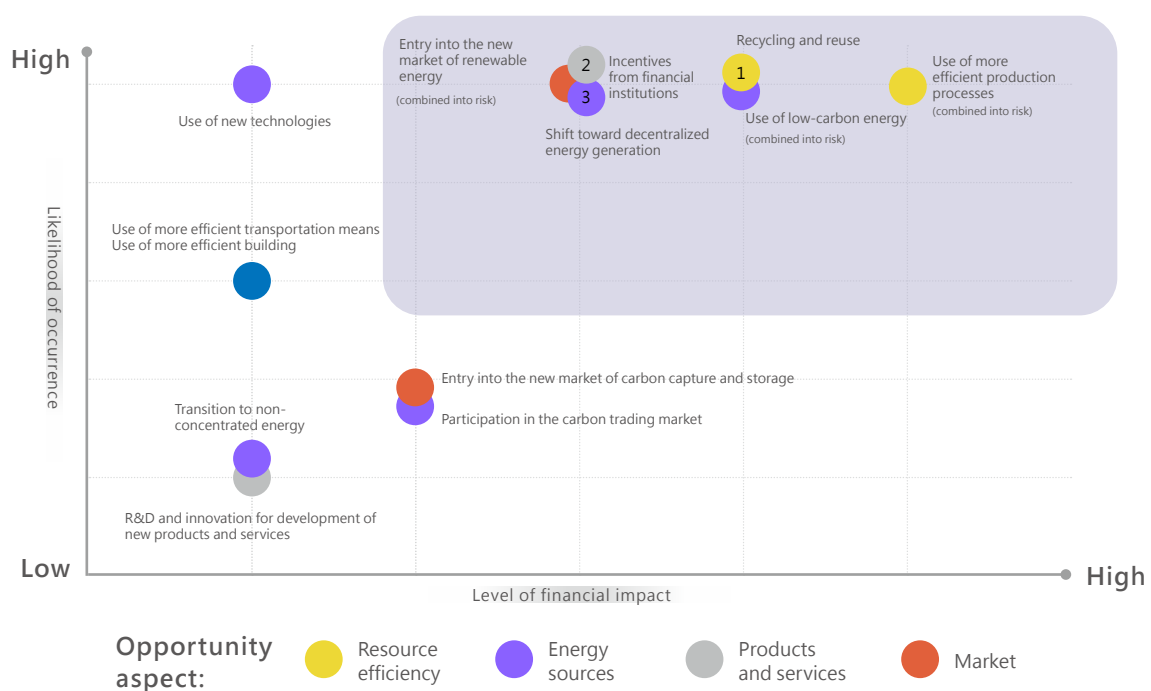 High
Entry into the new
market of renewable
energy
(combined into risk)
2
3
Incentives
from financial
institutions
Shift toward decentralized
energy generation
Recycling and reuse
1
Use of low-carbon energy
(combined into risk)
Use of more
efficient production
processes
(combined into risk)
Use of new technologies
Use of more efficient transportation means
Use of more efficient building
Likelihood of occurrence
Entry into the new market of carbon capture and storage
Participation in the carbon trading market
Transition to non-
concentrated energy
R&D and innovation for development of
new products and services
Low
High
Level of financial impact
Opportunity
aspect:
Resource
efficiency
Energy
sources
Products
and services
Market